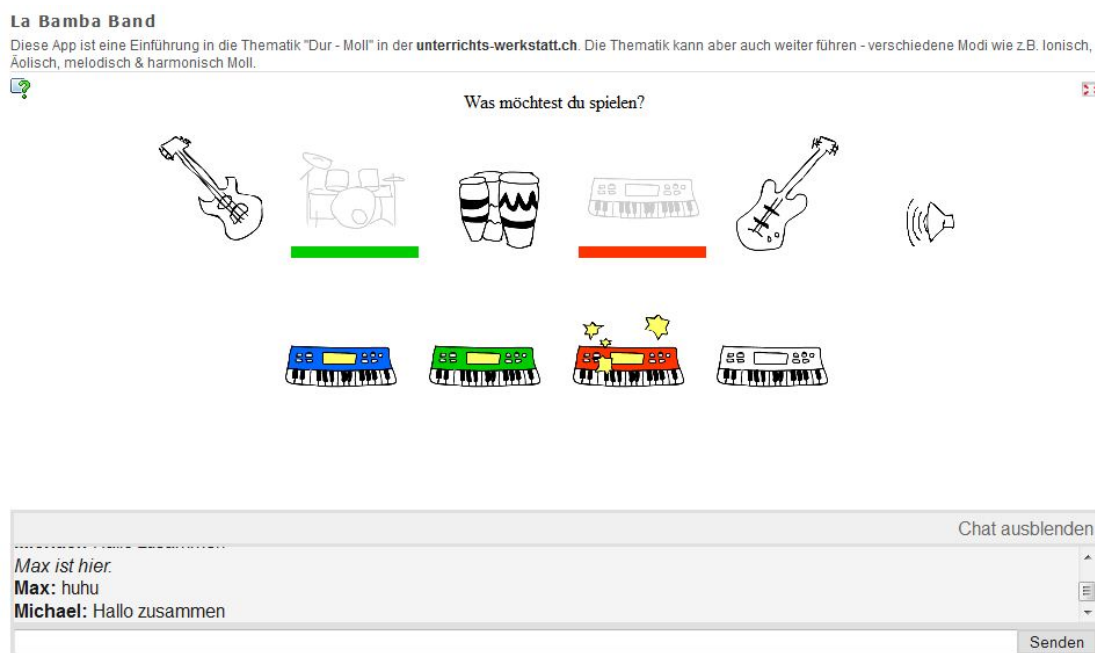 La Bamba Band
Diese App ist eine Einführung in die Thematik "Dur - Moll" in der unterrichts-werkstatt.ch. Die Thematik kann aber auch weiter führen - verschiedene Modi wie z.B. Ionisch,
Äolisch, melodisch & harmonisch Moll.
Was möchtest du spielen?
Chat ausblenden
Max ist hier.
Max: huhu
Michael: Hallo zusammen
Senden